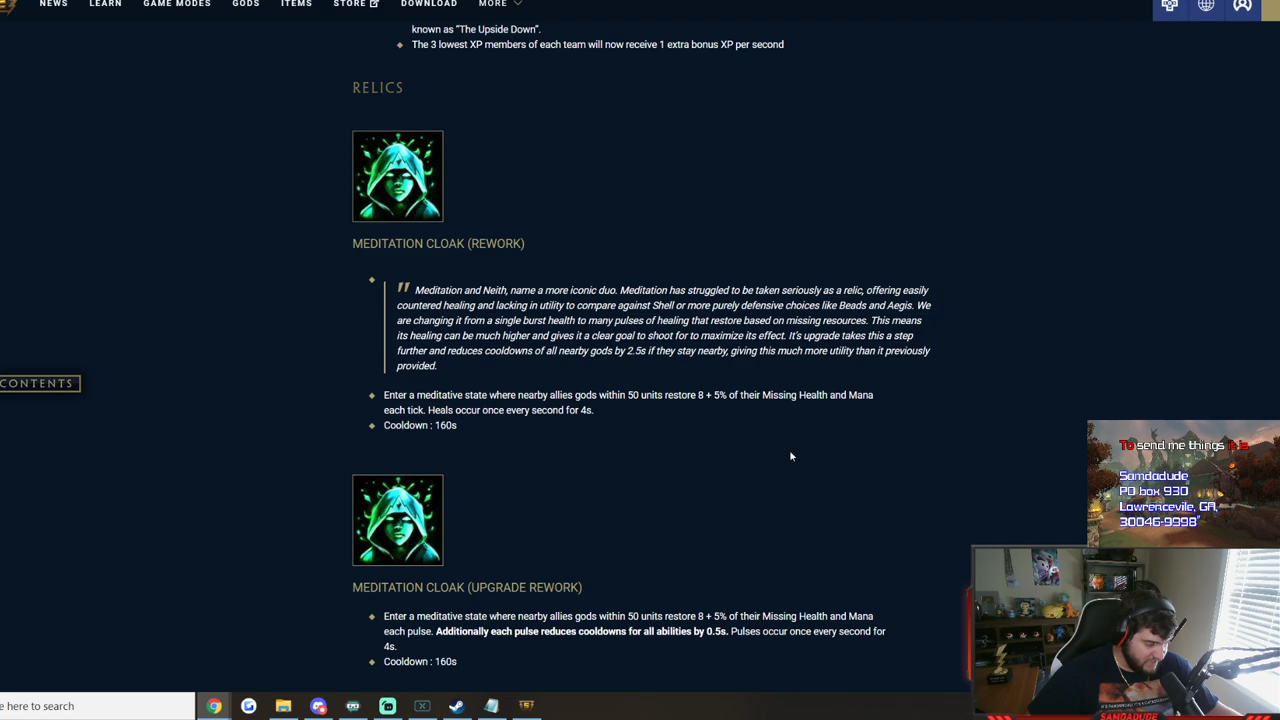 NEWS LEARN GAME MODES GODS ITEMS STORE DOWNLOAD MORE
known as “The Upside Down”.
The 3 lowest XP members of each team will now receive 1 extra bonus XP per second
RELICS
MEDITATION CLOAK (REWORK)
" Meditation and Neith, name a more iconic duo. Meditation has struggled to be taken seriously as a relic, offering easily
countered healing and lacking in utility to compare against Shell or more purely defensive choices like Beads and Aegis. We
are changing it from a single burst health to many pulses of healing that restore based on missing resources. This means
its healing can be much higher and gives it a clear goal to shoot for to maximize its effect. It's upgrade takes this a step
further and reduces cooldowns of all nearby gods by 2.5s if they stay nearby, giving this much more utility than it previously
provided.
CONTENTS
Enter a meditative state where nearby allies gods within 50 units restore 8 + 5% of their Missing Health and Mana
each tick. Heals occur once every second for 4s.
Cooldown : 160s
To send me things it is
Samdadude
PO box 930
Lawrencevile, GA,
30046-9998"
MEDITATION CLOAK (UPGRADE REWORK)
Enter a meditative state where nearby allies gods within 50 units restore 8 + 5% of their Missing Health and Mana
each pulse. Additionally each pulse reduces cooldowns for all abilities by 0.5s. Pulses occur once every second for
4s.
Cooldown : 160s
e here to search
SAMDADUDE